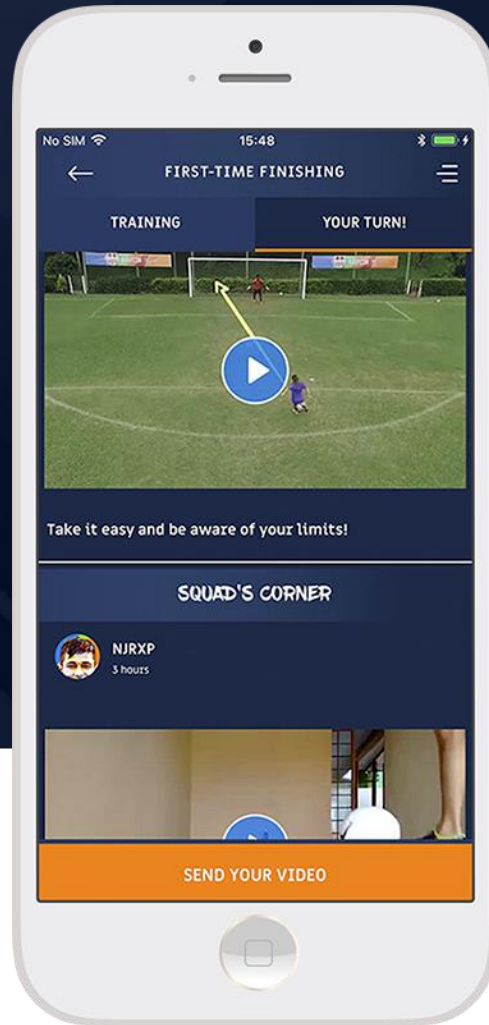 No SIM
15:48
FIRST-TIME FINISHING
TRAINING
YOUR TURN!
Take it easy and be aware of your limits!
SQUAD'S CORNER
NJRXP
3 hours
SEND YOUR VIDEO